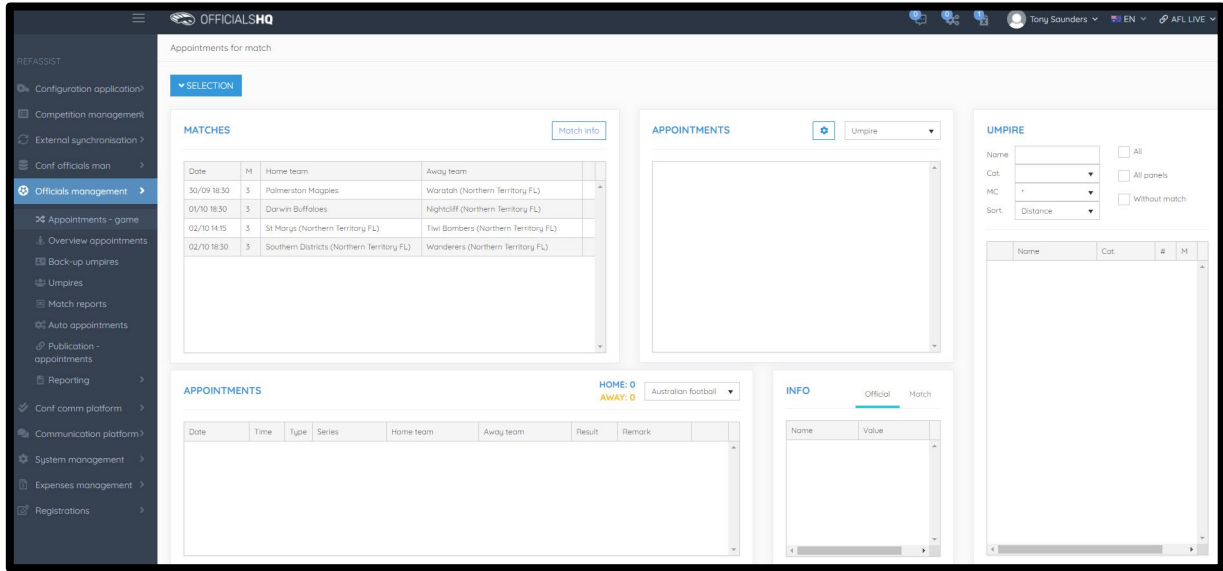 OFFICIALSHQ
0
0
1
Tony Saunders
EN
AFL LIVE
REFASSIST
Configuration application
Competition management
External synchronisation
Conf officials man
Officials management
Appointments - game
Overview appointments
Back-up umpires
Umpires
Match reports
Auto appointments
Publication -
appointments
Reporting
Conf comm platform
Communication platform
System management
Expenses management
Registrations
Appointments for match
SELECTION
MATCHES
Match info
Date M Home team Away team
30/09 18:30 3 Palmerston Magpies Waratah (Northern Territory FL)
01/10 18:30 3 Darwin Buffaloes Nightcliff (Northern Territory FL)
02/10 14:15 3 St Marys (Northern Territory FL) Tiwi Bombers (Northern Territory FL)
02/10 18:30 3 Southern Districts (Northern Territory FL) Wanderers (Northern Territory FL)
APPOINTMENTS
Umpire
UMPIRE
Name
Cat.
MC *
Sort. Distance
All
All panels
Without match
Name Cat. # M
APPOINTMENTS
HOME: 0
AWAY: 0
Australian football
Date Time Type Series Home team Away team Result Remark
INFO
Official Match
Name Value